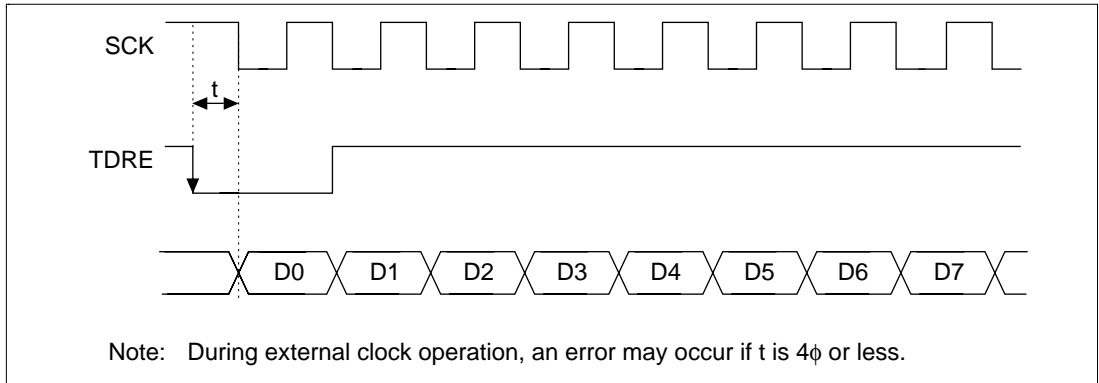 SCK
t
TDRE
D0 D1 D2 D3 D4 D5 D6 D7
Note: During external clock operation, an error may occur if t is 4ϕ or less.